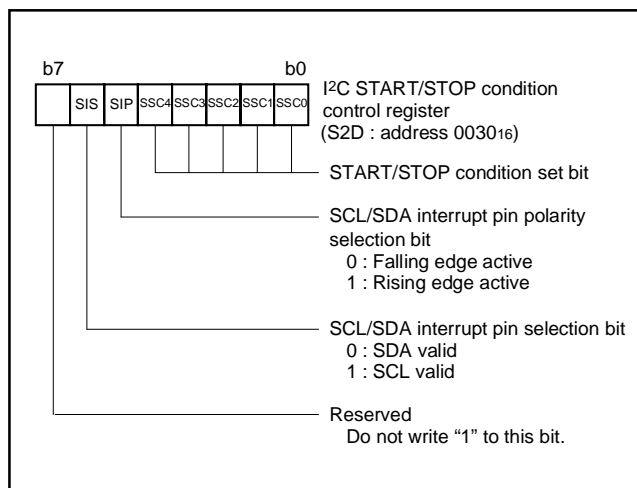 b7 b0
SIS SIP SSC4 SSC3 SSC2 SSC1 SSC0
I2C START/STOP condition
control register
(S2D : address 003016)
START/STOP condition set bit
SCL/SDA interrupt pin polarity
selection bit
0 : Falling edge active
1 : Rising edge active
SCL/SDA interrupt pin selection bit
0 : SDA valid
1 : SCL valid
Reserved
Do not write “1” to this bit.